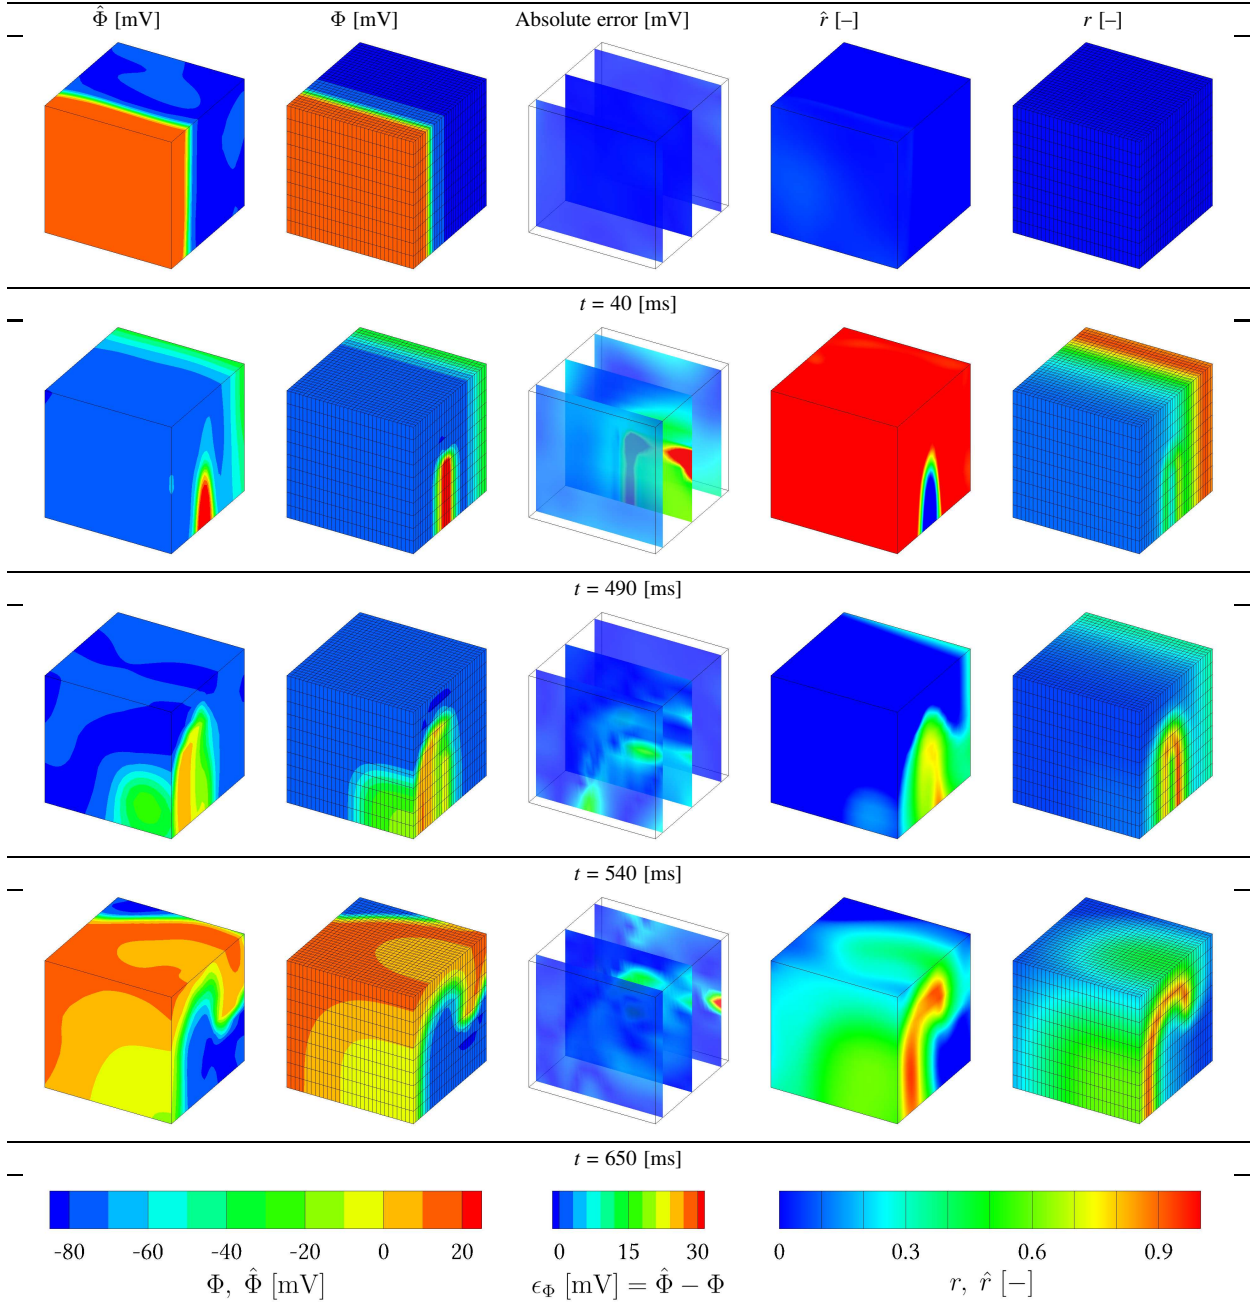 Φ̂ [mV] Φ [mV] Absolute error [mV] r̂ [–] r [–]
t = 40 [ms]
t = 490 [ms]
t = 540 [ms]
t = 650 [ms]
-80 -60 -40 -20 0 20 0 15 30 0 0.3 0.6 0.9
Φ, Φ̂ [mV] ϵ_Φ [mV] = Φ̂ − Φ r, r̂ [−]